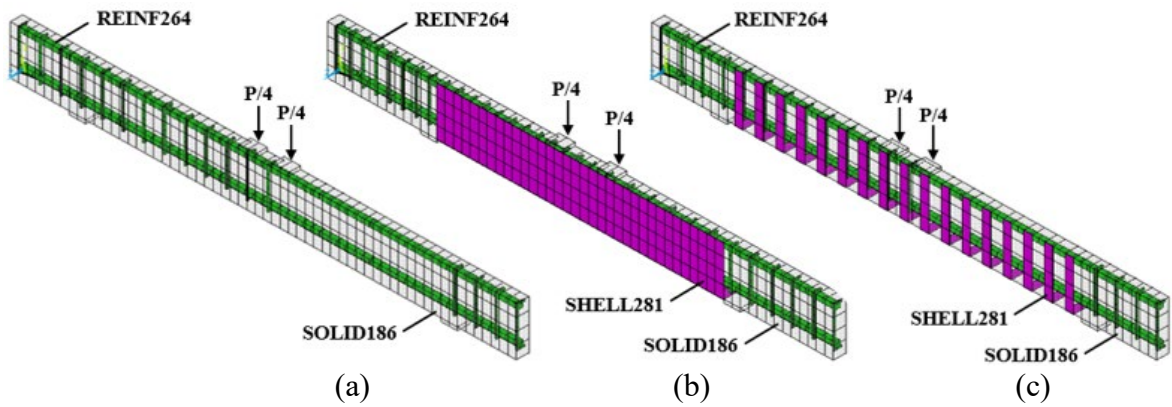 REINF264
P/4
P/4
SOLID186
(a)
REINF264
P/4
P/4
SHELL281
SOLID186
(b)
REINF264
P/4
P/4
SHELL281
SOLID186
(c)